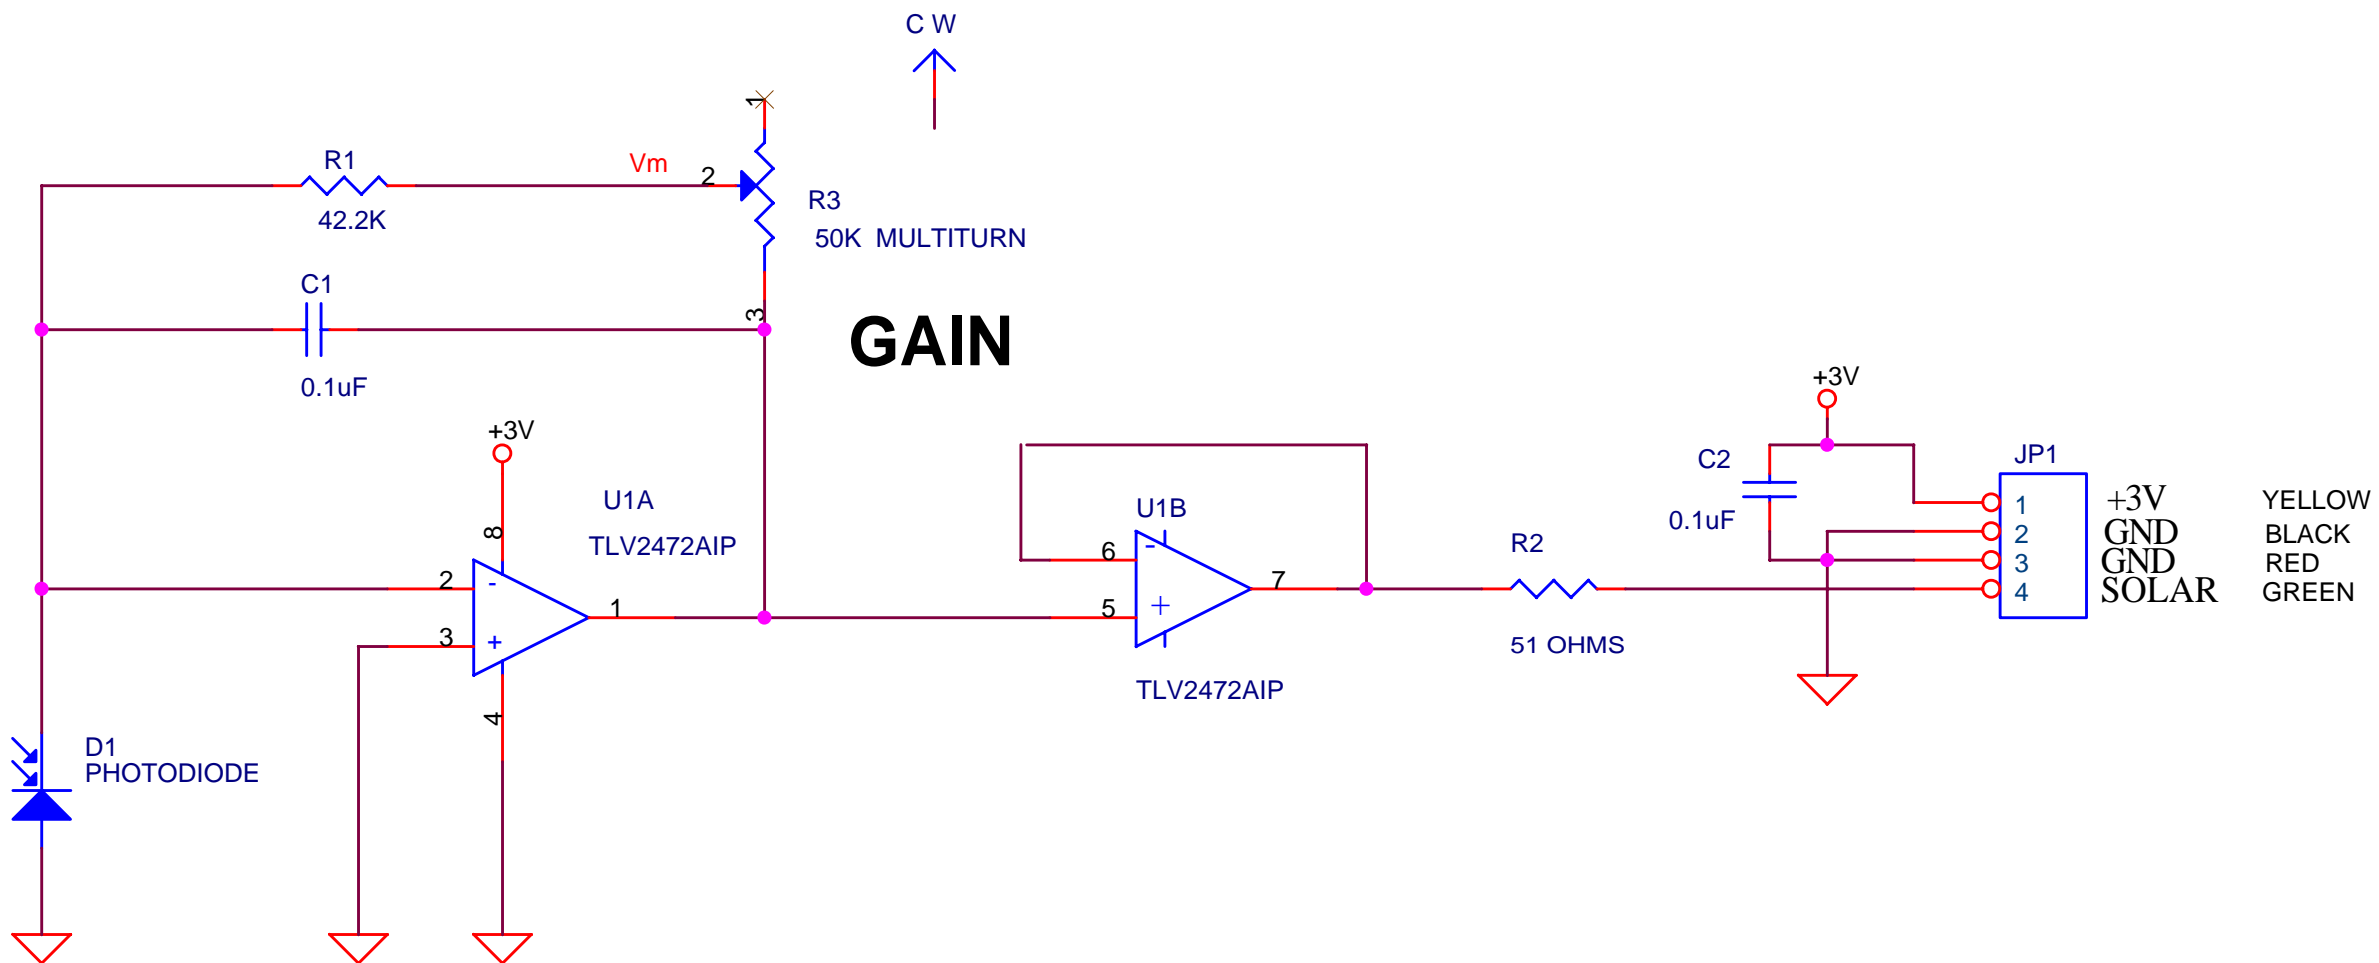 C W
1
R1
Vm
2
R3
42.2K
50K MULTITURN
C1
3
GAIN
0.1uF
+3V
+3V
C2
JP1
U1A
U1B
1
+3V
YELLOW
8
0.1uF
2
GND
BLACK
TLV2472AIP
6
-
R2
3
GND
RED
2
-
7
4
SOLAR
GREEN
1
5
+
3
+
51 OHMS
TLV2472AIP
4
D1
PHOTODIODE